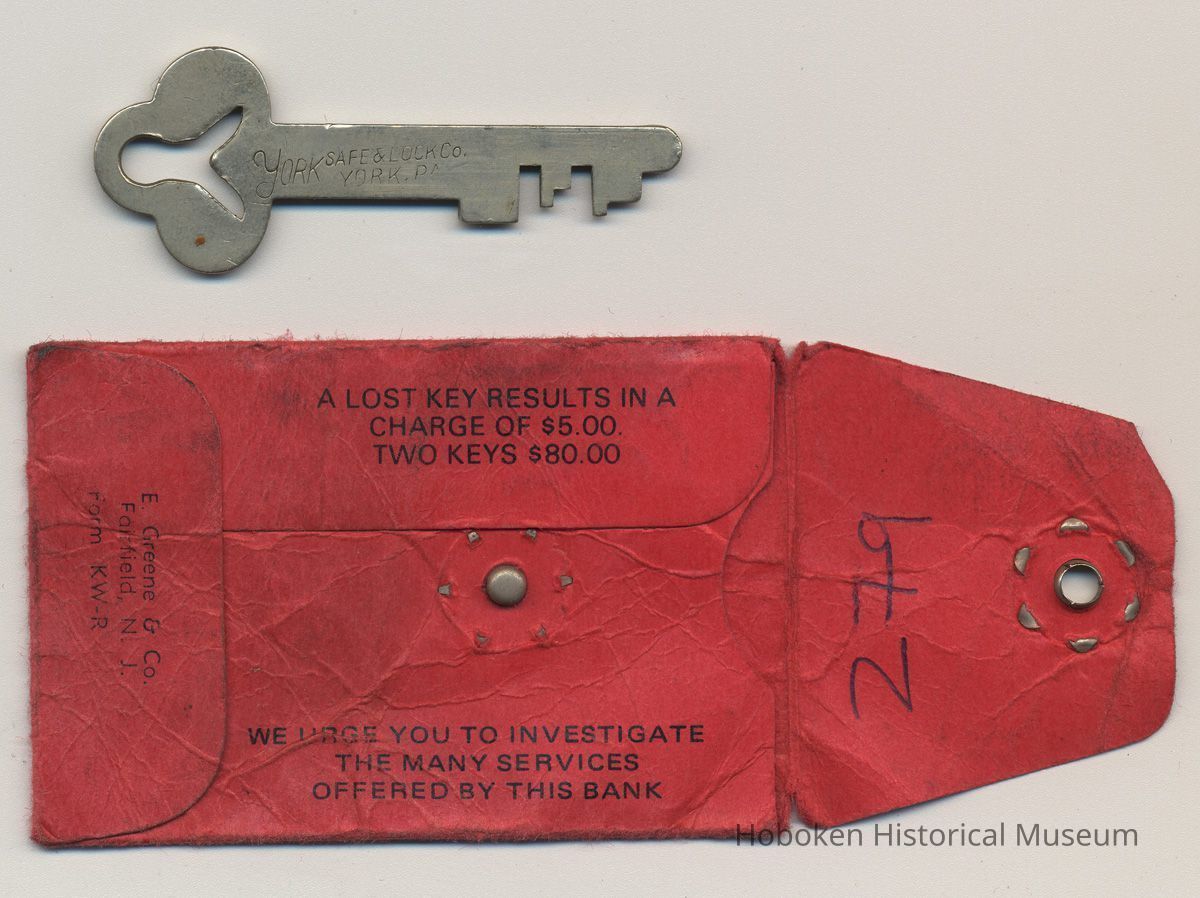 YORK SAFE & LOCK CO.
YORK, PA
A LOST KEY RESULTS IN A
CHARGE OF $5.00.
TWO KEYS $80.00
E. Greene & Co.
Fairfield, N. J.
Form KW-R
279
WE URGE YOU TO INVESTIGATE
THE MANY SERVICES
OFFERED BY THIS BANK
Hoboken Historical Museum